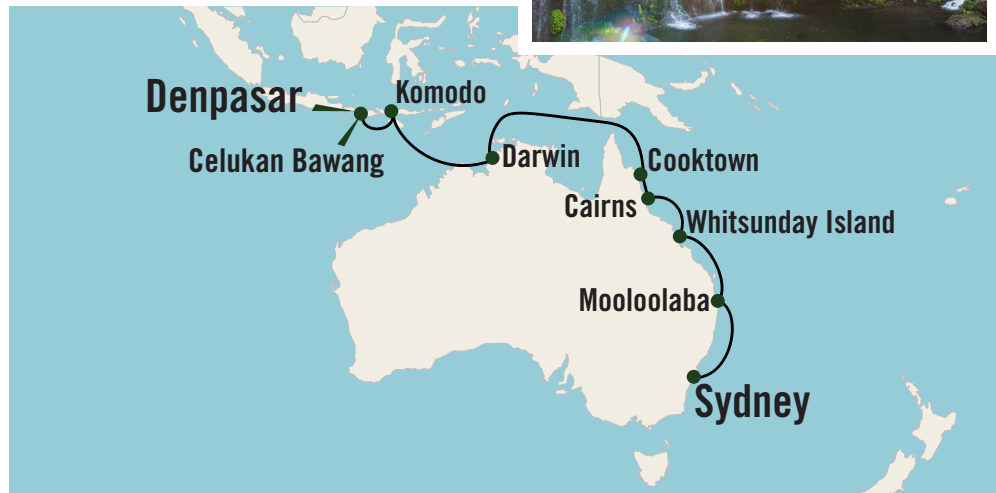 Denpasar
Komodo
Celukan Bawang
Darwin
Cooktown
Cairns
Whitsunday Island
Mooloolaba
Sydney